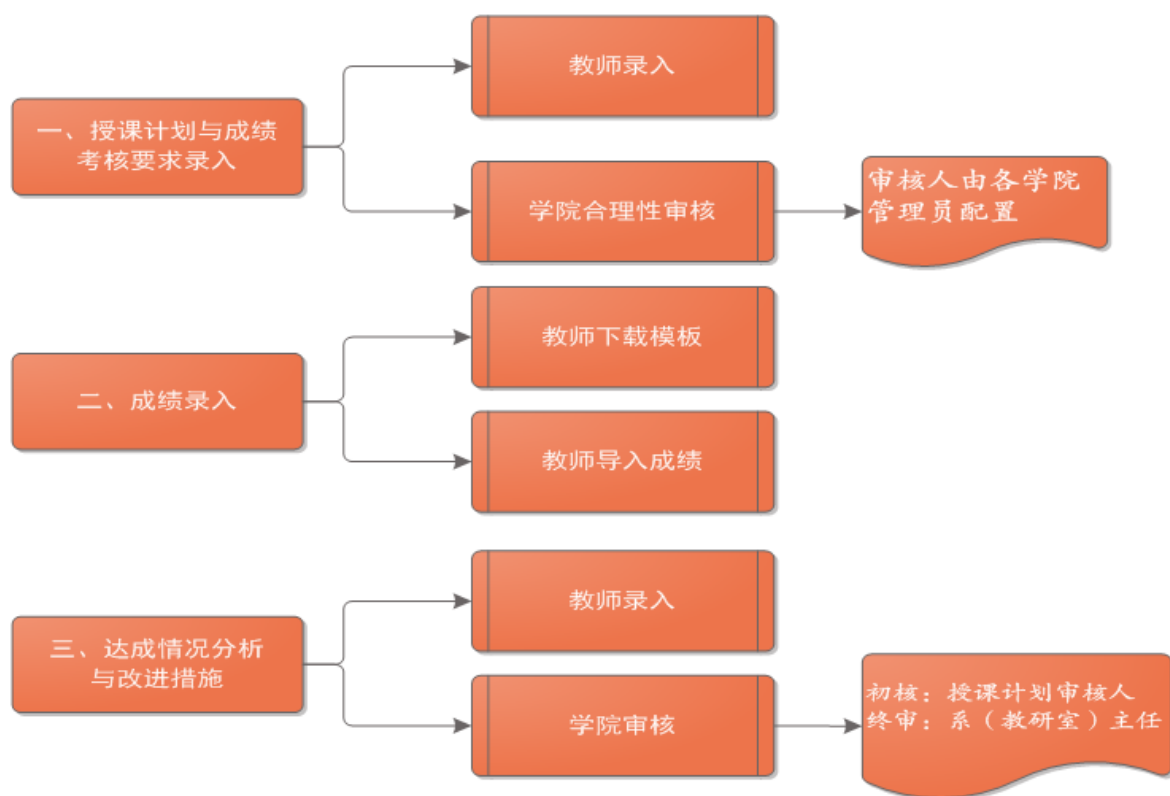 教师录入
一、授课计划与成绩
考核要求录入
学院合理性审核
审核人由各学院
管理员配置
教师下载模板
二、成绩录入
教师导入成绩
教师录入
三、达成情况分析
与改进措施
学院审核
初核：授课计划审核人
终审：系（教研室）主任